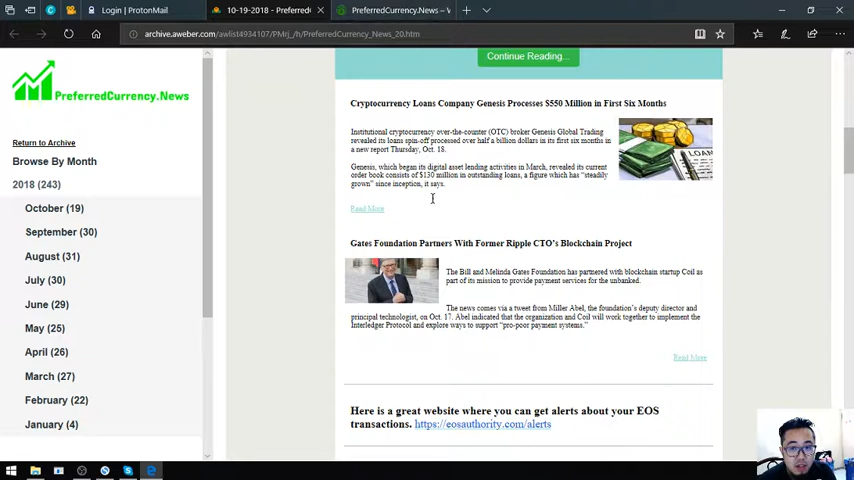 Login | ProtonMail
10-19-2018 - Preferred
PreferredCurrency.News –
archive.aweber.com/awlist4934107/PMrj_/h/PreferredCurrency_News_20.htm
PreferredCurrency.News
Return to Archive
Browse By Month
2018 (243)
October (19)
September (30)
August (31)
July (30)
June (29)
May (25)
April (26)
March (27)
February (22)
January (4)
Continue Reading...
Cryptocurrency Loans Company Genesis Processes $550 Million in First Six Months
Institutional cryptocurrency over-the-counter (OTC) broker Genesis Global Trading
revealed its loans spin-off processed over half a billion dollars in its first six months in
a new report Thursday, Oct. 18.
Genesis, which began its digital asset lending activities in March, revealed its current
order book consists of $130 million in outstanding loans, a figure which has “steadily
grown” since inception, it says.
LOAN
Read More
Gates Foundation Partners With Former Ripple CTO’s Blockchain Project
The Bill and Melinda Gates Foundation has partnered with blockchain startup Coil as
part of its mission to provide payment services for the unbanked.
The news comes via a tweet from Miller Abel, the foundation’s deputy director and
principal technologist, on Oct. 17. Abel indicated that the organization and Coil will work together to implement the
Interledger Protocol and explore ways to support “pro-poor payment systems.”
Read More
Here is a great website where you can get alerts about your EOS
transactions. https://eosauthority.com/alerts